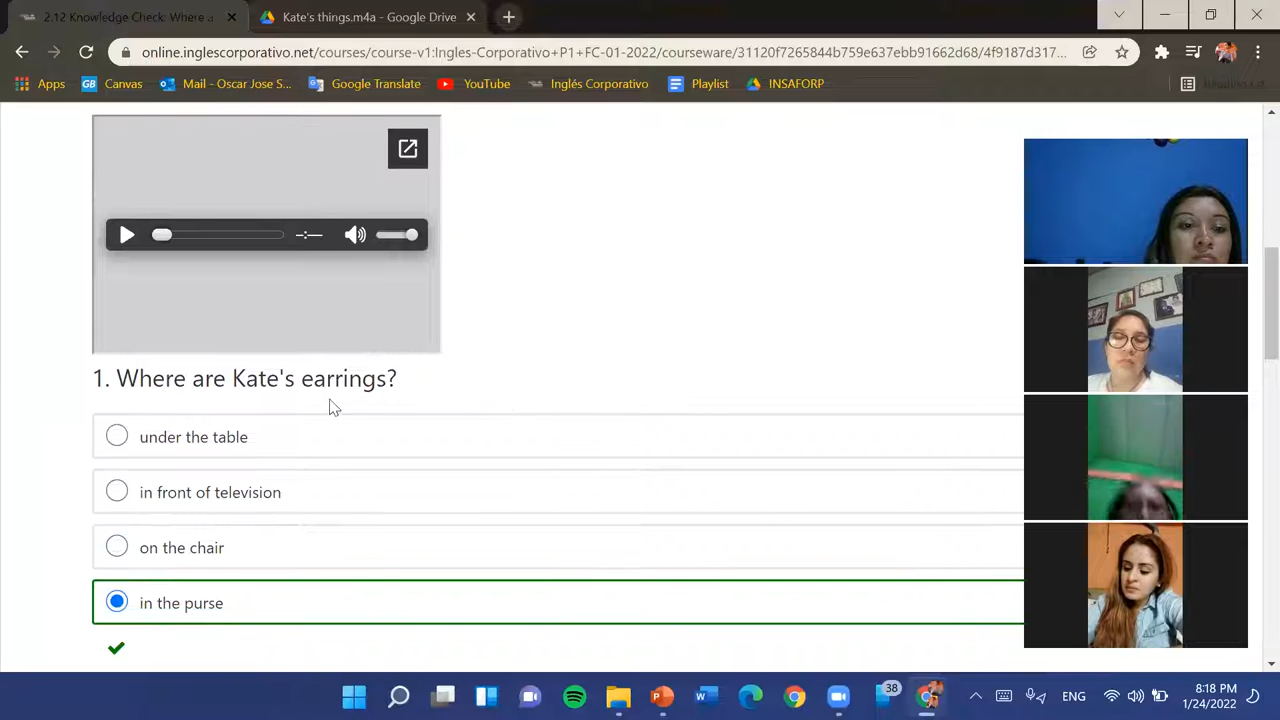 2.12 Knowledge Check: Where a
Kate's things.m4a - Google Drive
online.inglescorporativo.net/courses/course-v1:Ingles-Corporativo+P1+FC-01-2022/courseware/31120f7265844b759e637ebb91662d68/4f9187d317...
Apps
GB Canvas
Mail - Oscar Jose S...
Google Translate
YouTube
Inglés Corporativo
Playlist
INSAFORP
-:--
1. Where are Kate's earrings?
under the table
in front of television
on the chair
in the purse
38
ENG
8:18 PM
1/24/2022